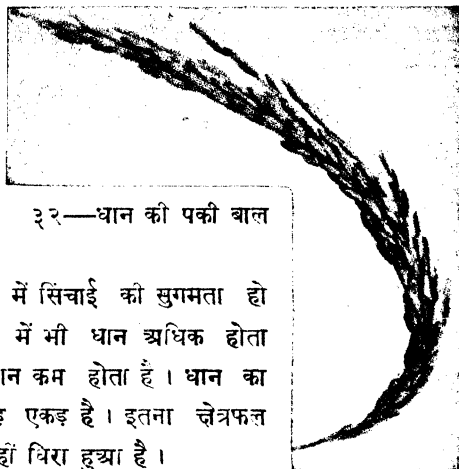 ३२—धान की पकी बाल
में सिंचाई की सुगमता हो
में भी धान अधिक होता
कम होता है । धान का
एकड़ है । इतना क्षेत्रफल
घिरा हुआ है ।